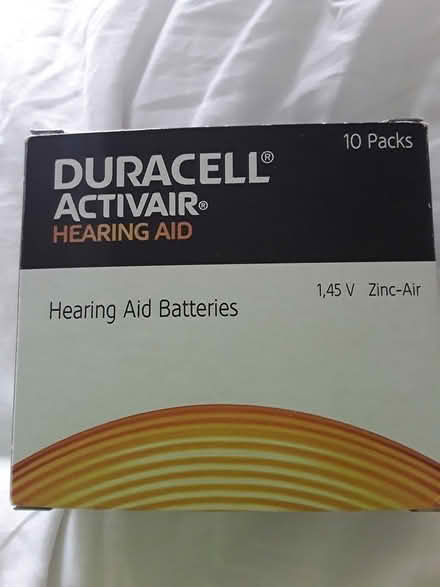 10 Packs
DURACELL®
ACTIVAIR®
HEARING AID
1,45 V Zinc-Air
Hearing Aid Batteries